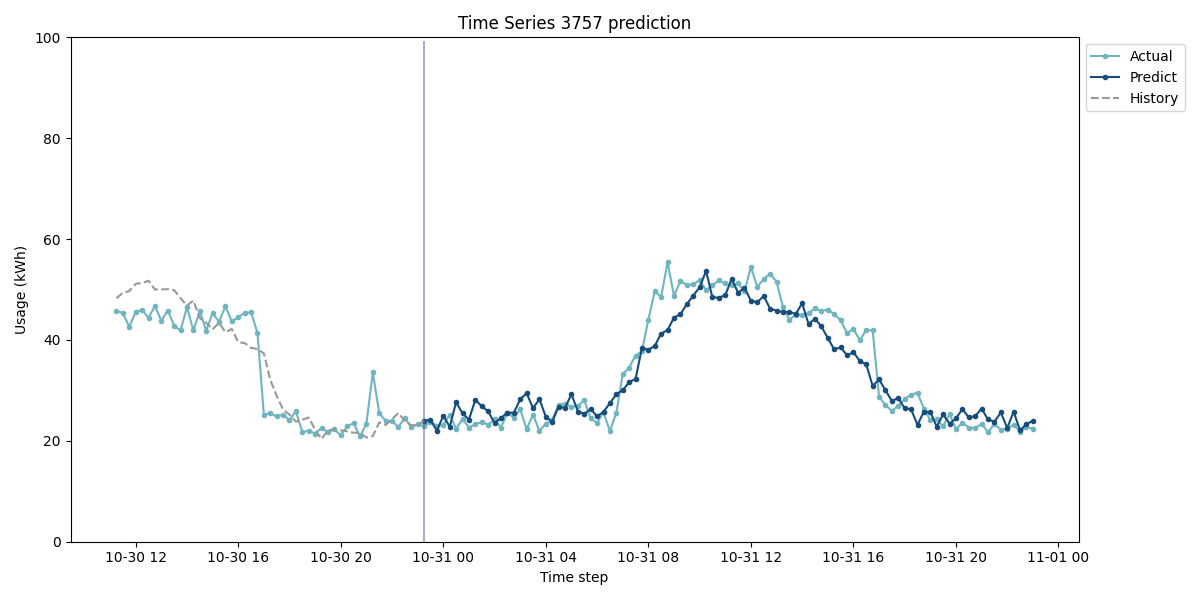 Time Series 3757 prediction
100
80
60
40
20
0
Usage (kWh)
10-30 12
10-30 16
10-30 20
10-31 00
10-31 04
10-31 08
10-31 12
10-31 16
10-31 20
11-01 00
Time step
Actual
Predict
History